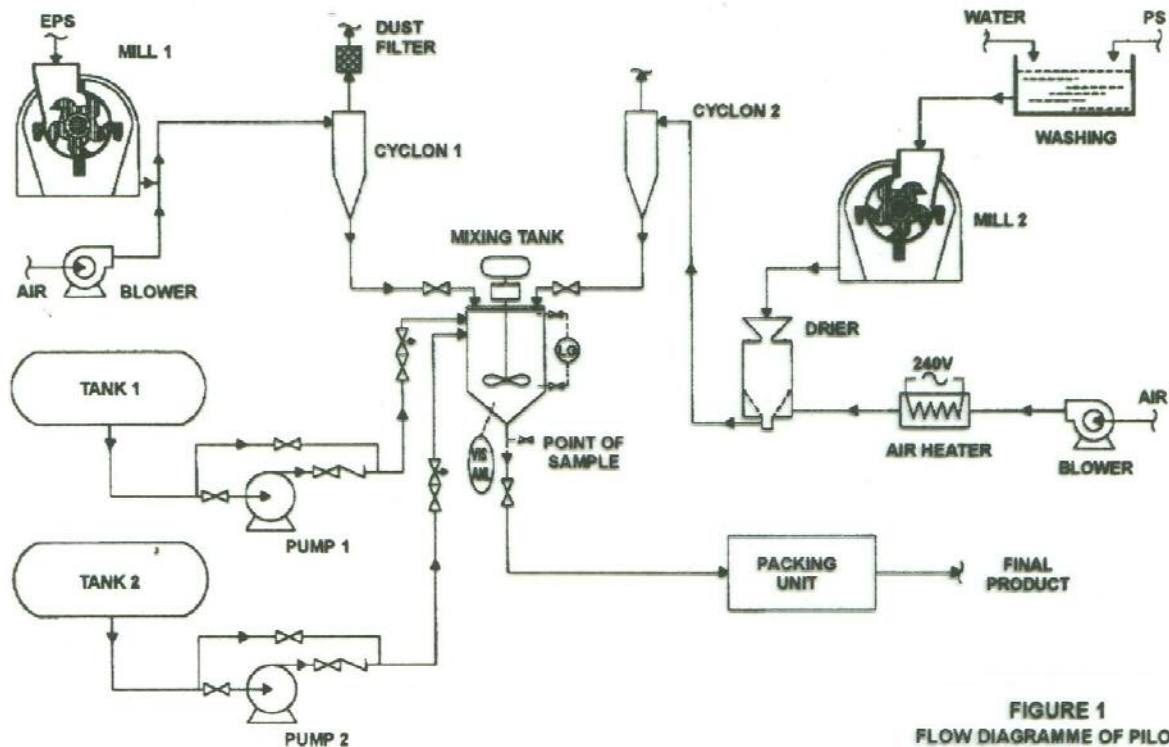 EPS
MILL 1
DUST
FILTER
WATER
PS
CYCLON 2
CYCLON 1
WASHING
MILL 2
MIXING TANK
AIR
BLOWER
DRIER
LG
240V
TANK 1
AIR
AIR HEATER
BLOWER
POINT OF
SAMPLE
VIS
ANL
PUMP 1
TANK 2
PACKING
UNIT
FINAL
PRODUCT
PUMP 2
FIGURE 1
FLOW DIAGRAMME OF PILO